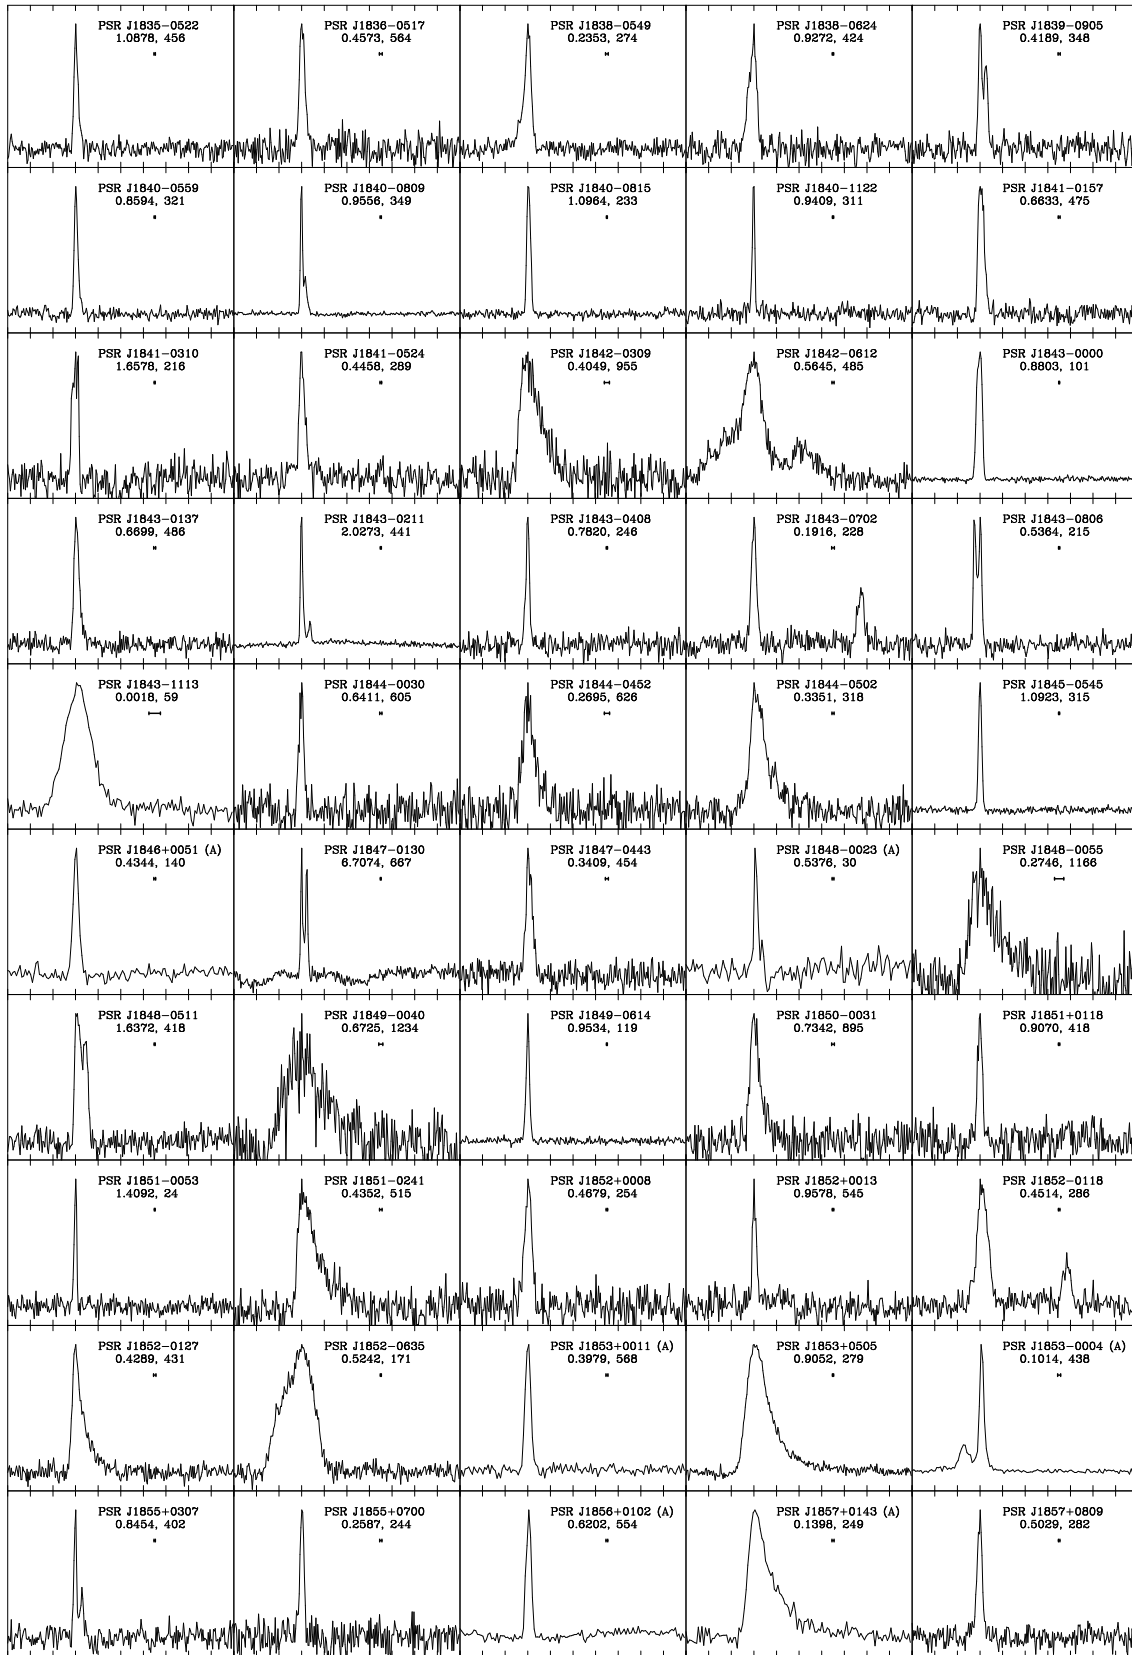 PSR J1835-0522
1.0878, 456
PSR J1836-0517
0.4573, 564
PSR J1838-0549
0.2353, 274
PSR J1838-0624
0.9272, 424
PSR J1839-0905
0.4189, 348
PSR J1840-0559
0.8594, 321
PSR J1840-0809
0.9556, 349
PSR J1840-0815
1.0964, 233
PSR J1840-1122
0.9409, 311
PSR J1841-0157
0.6633, 475
PSR J1841-0310
1.6578, 216
PSR J1841-0524
0.4458, 289
PSR J1842-0309
0.4049, 955
PSR J1842-0612
0.5645, 485
PSR J1843-0000
0.8803, 101
PSR J1843-0137
0.6699, 486
PSR J1843-0211
2.0273, 441
PSR J1843-0408
0.7820, 246
PSR J1843-0702
0.1916, 228
PSR J1843-0806
0.5364, 215
PSR J1843-1113
0.0018, 59
PSR J1844-0030
0.6411, 605
PSR J1844-0452
0.2695, 626
PSR J1844-0502
0.3351, 318
PSR J1845-0545
1.0923, 315
PSR J1846+0051 (A)
0.4344, 140
PSR J1847-0130
6.7074, 667
PSR J1847-0443
0.3409, 454
PSR J1848-0023 (A)
0.5376, 30
PSR J1848-0055
0.2746, 1166
PSR J1848-0511
1.6372, 418
PSR J1849-0040
0.6725, 1234
PSR J1849-0614
0.9534, 119
PSR J1850-0031
0.7342, 895
PSR J1851+0118
0.9070, 418
PSR J1851-0053
1.4092, 24
PSR J1851-0241
0.4352, 515
PSR J1852+0008
0.4679, 254
PSR J1852+0013
0.9578, 545
PSR J1852-0118
0.4514, 286
PSR J1852-0127
0.4289, 431
PSR J1852-0635
0.5242, 171
PSR J1853+0011 (A)
0.3979, 568
PSR J1853+0505
0.9052, 279
PSR J1853-0004 (A)
0.1014, 438
PSR J1855+0307
0.8454, 402
PSR J1855+0700
0.2587, 244
PSR J1856+0102 (A)
0.6202, 554
PSR J1857+0143 (A)
0.1398, 249
PSR J1857+0809
0.5029, 282